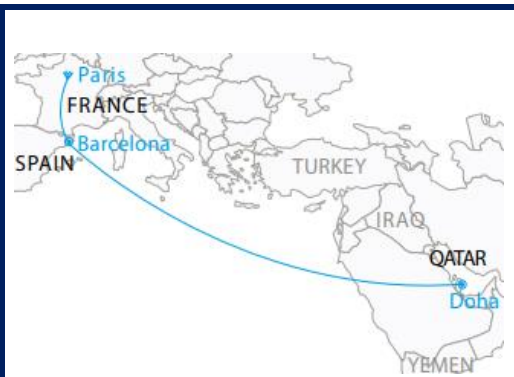 Paris
FRANCE
Barcelona
SPAIN
TURKEY
IRAQ
QATAR
Doha
YEMEN